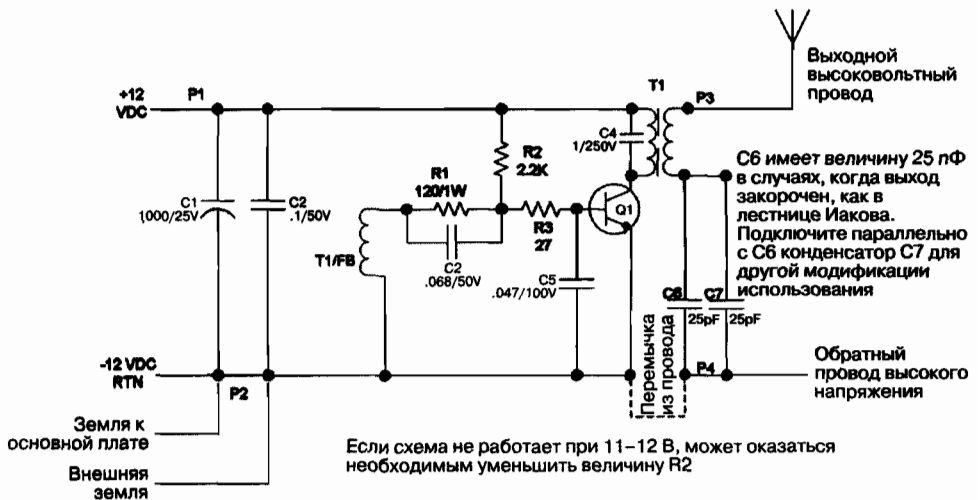 Выходной
высоковольтный
провод
+12
VDC
P1
T1
P3
C4
1/250V
R2
2.2K
R1
120/1W
C1
1000/25V
C2
.1/50V
Q1
R3
27
T1/FB
C2
.068/50V
C5
.047/100V
C6 имеет величину 25 пФ
в случаях, когда выход
закорочен, как в
лестнице Иакова.
Подключите параллельно
с C6 конденсатор C7 для
другой модификации
использования
C6
C7
25pF
25pF
Перемычка
из провода
-12 VDC
RTN
P2
P4
Обратный
провод высокого
напряжения
Земля к
основной плате
Внешняя
земля
Если схема не работает при 11–12 В, может оказаться
необходимым уменьшить величину R2